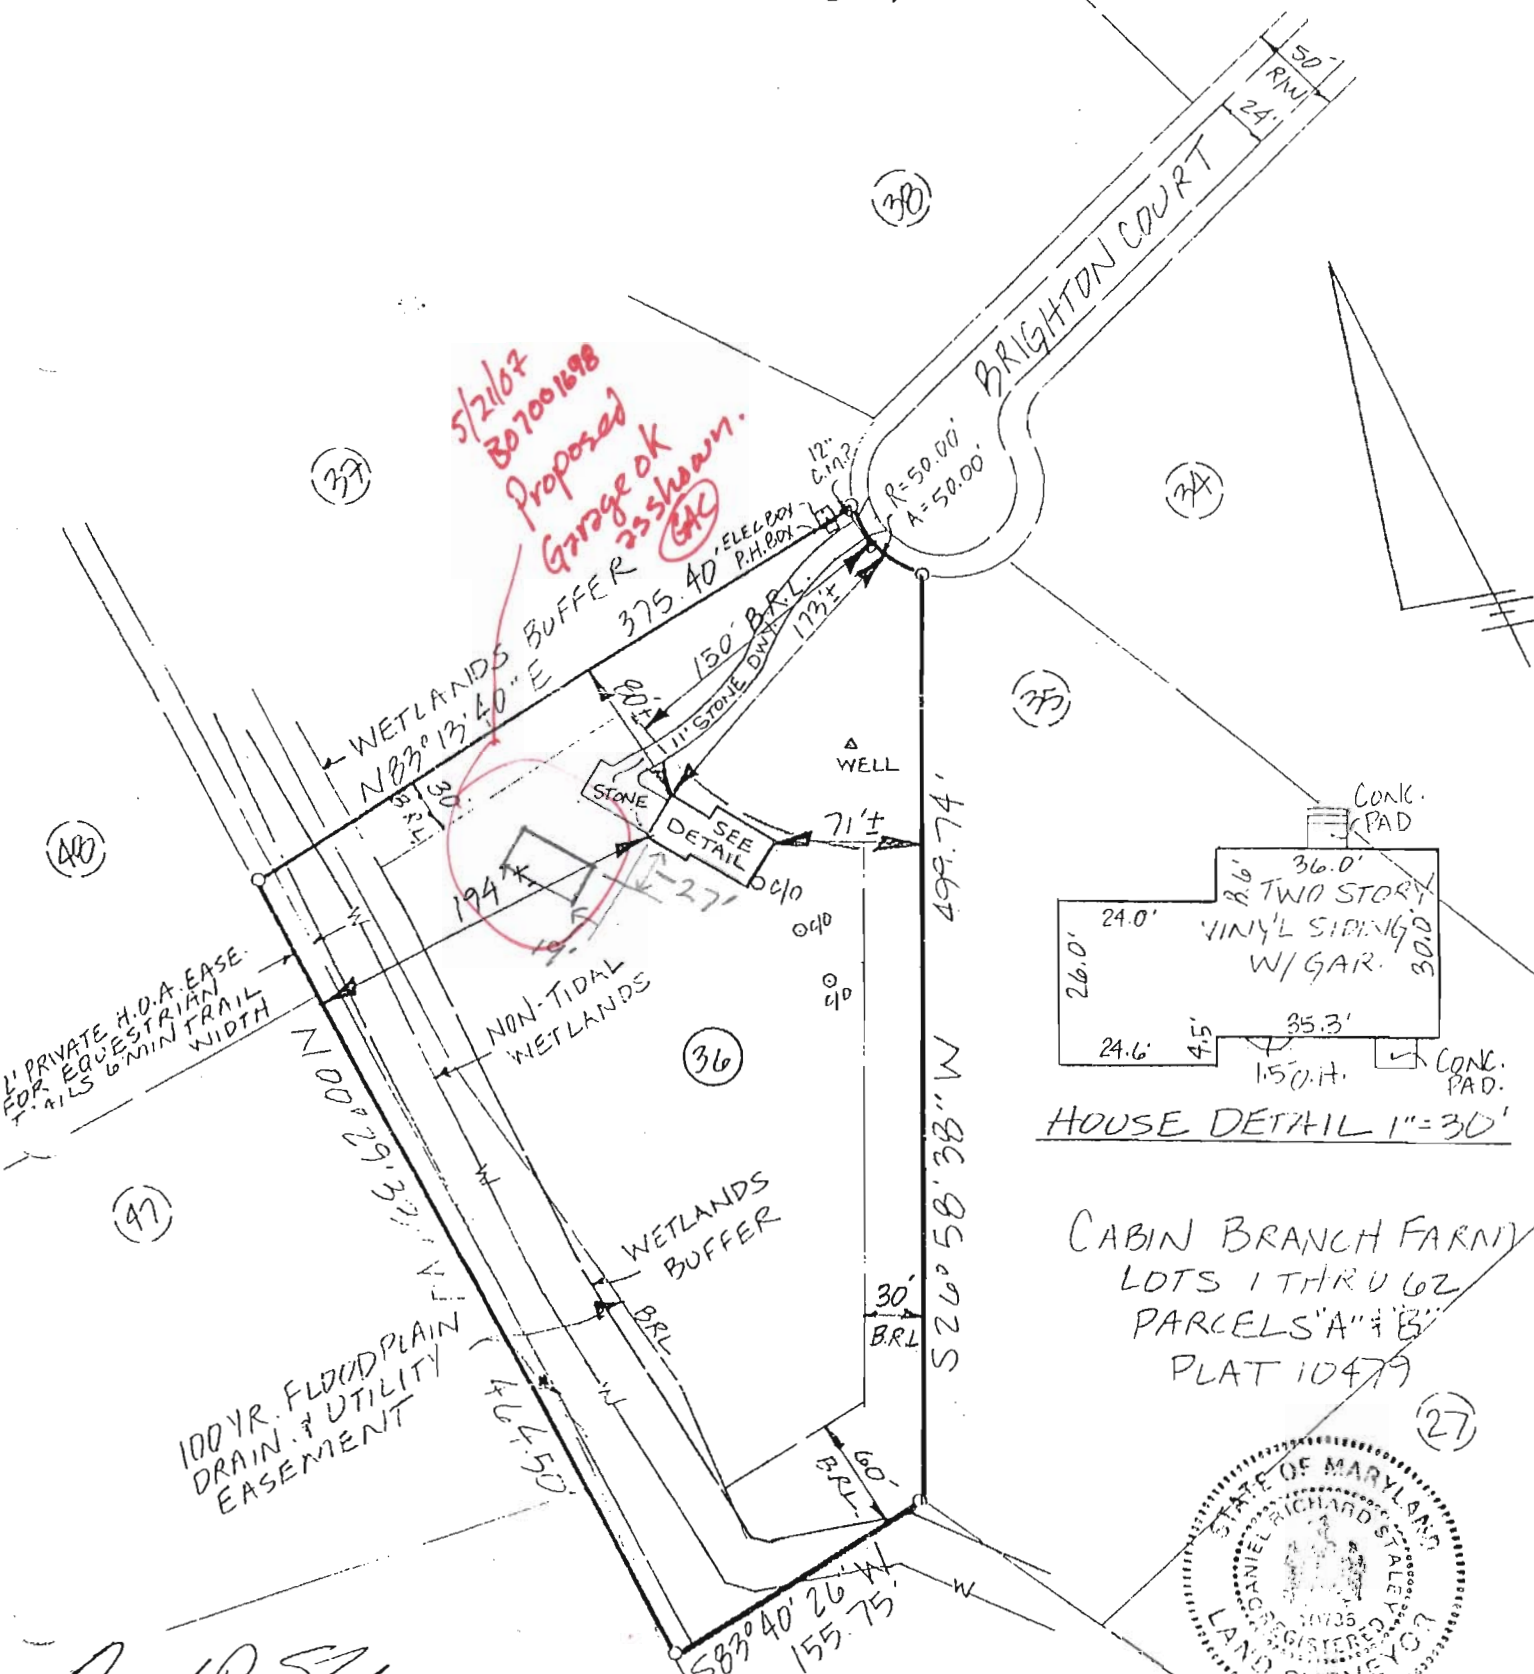 50'
R/W
24'
BRIGHTON COURT
38
5/21/07
B07001698
Proposed
Garage ok
as shown.
GAC
37
12"
C.M.P.
R=50.00'
A=50.00'
34
ELEC BOX
P.H. BOX
WETLANDS BUFFER
N83° 13' 40" E
375.40'
150' B.R.L.
173'±
11' STONE DWY.
80'±
35
WELL
STONE
SEE
DETAIL
71'±
30'
B.R.L.
48
194'±
27'
19'
C/O
C/O
C/O
499.74'
S26° 58' 38" W
CONC.
PAD
36.0'
8.6'
TWO STORY
VINYL SIDING
W/ GAR.
24.0'
26.0'
30.0'
35.3'
24.6'
4.5'
1.5' O.H.
CONC.
PAD.
HOUSE DETAIL 1"=30'
PRIVATE H.O.A. EASE.
FOR EQUESTRIAN
6' MIN TRAIL
WIDTH
NON-TIDAL
WETLANDS
36
W
N100° 29'
47
W
WETLANDS
BUFFER
BRL
30'
B.R.L
CABIN BRANCH FARM
LOTS 1 THRU 62
PARCELS "A" & "B"
PLAT 10479
100 YR. FLOODPLAIN
DRAIN. & UTILITY
EASEMENT
464.50'
W
60'
BRL
27
W
S83° 40' 26" W
155.75'
STATE OF MARYLAND
DANIEL RICHARD STALEY
10735
REGISTERED
LAND SURVEYOR